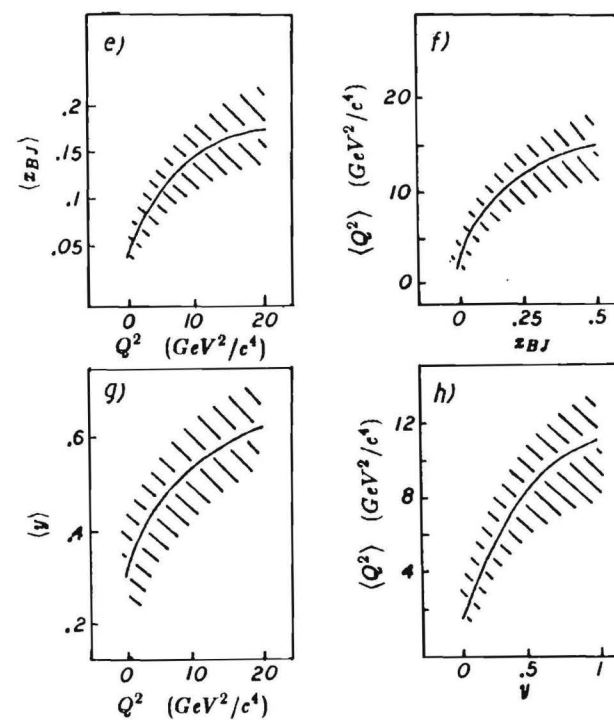 e)
⟨x_BJ⟩
.2
.15
.1
.05
0 10 20
Q² (GeV²/c⁴)
f)
⟨Q²⟩ (GeV²/c⁴)
20
10
0
0 .25 .5
x_BJ
g)
⟨y⟩
.6
.4
.2
0 10 20
Q² (GeV²/c⁴)
h)
⟨Q²⟩ (GeV²/c⁴)
12
8
4
0 .5 1
y